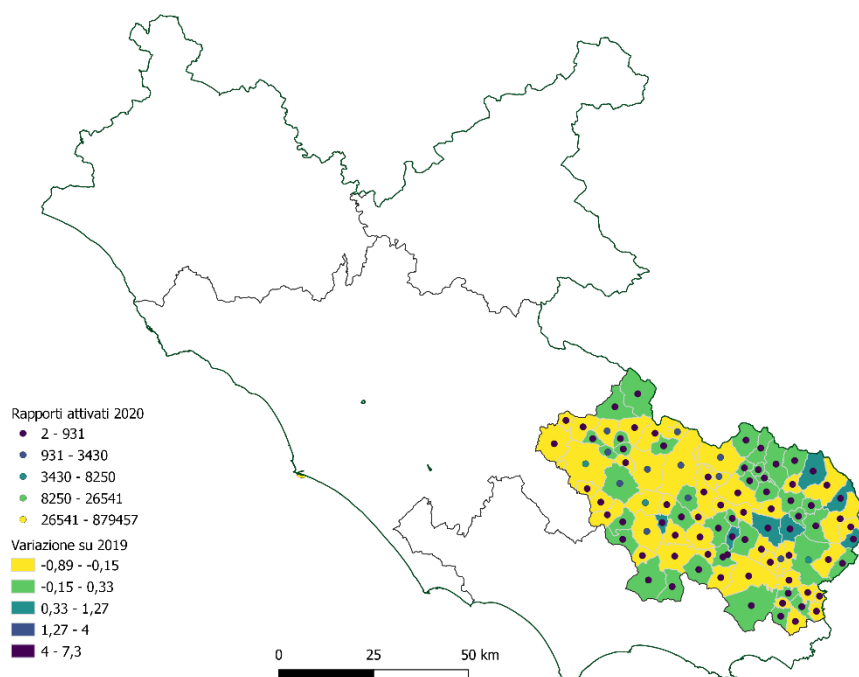 Rapporti attivati 2020
2 - 931
931 - 3430
3430 - 8250
8250 - 26541
26541 - 879457
Variazione su 2019
-0,89 - -0,15
-0,15 - 0,33
0,33 - 1,27
1,27 - 4
4 - 7,3
0 25 50 km